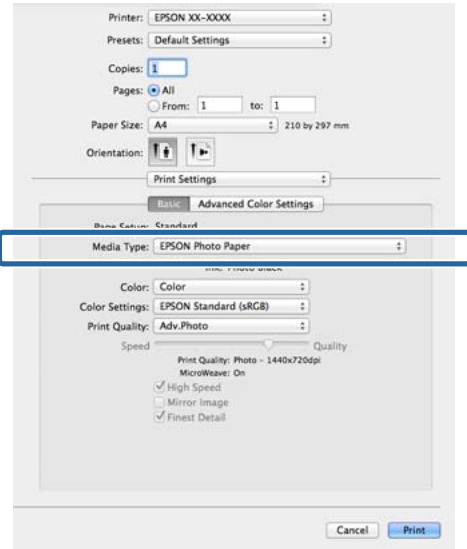 Printer: EPSON XX-XXXX
Presets: Default Settings
Copies: 1
Pages: All
From: 1 to: 1
Paper Size: A4 210 by 297 mm
Orientation:
Print Settings
Basic Advanced Color Settings
Page Setup: Standard
Media Type: EPSON Photo Paper
Ink: Photo Black
Color: Color
Color Settings: EPSON Standard (sRGB)
Print Quality: Adv.Photo
Speed Quality
Print Quality: Photo - 1440x720dpi
MicroWeave: On
High Speed
Mirror Image
Finest Detail
Cancel Print